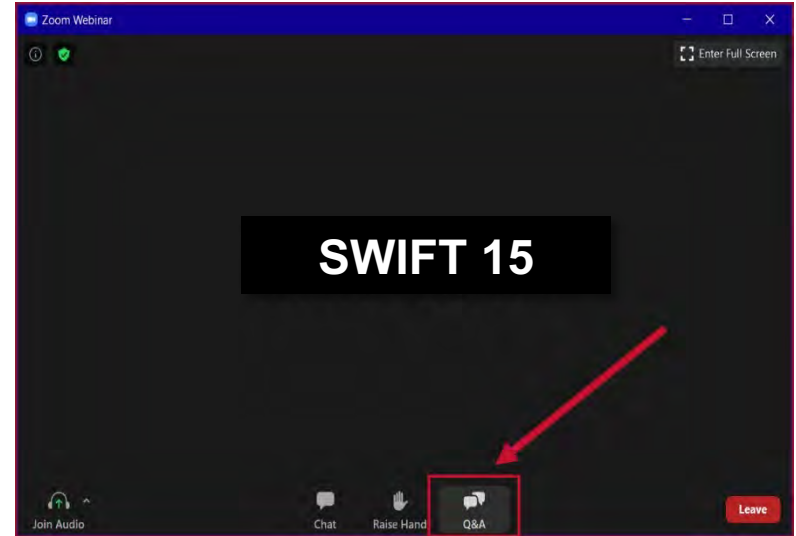 Zoom Webinar
Enter Full Screen
SWIFT 15
Join Audio
Chat
Raise Hand
Q&A
Leave